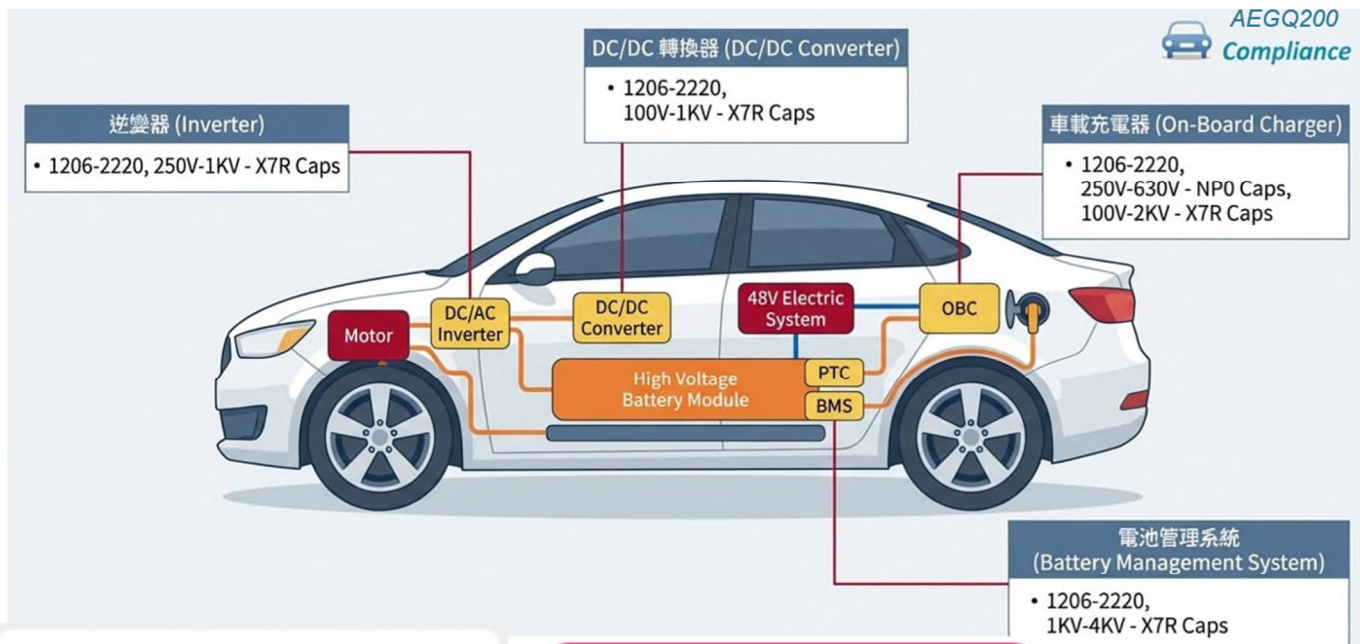 AEGQ200
Compliance
DC/DC 轉換器 (DC/DC Converter)
• 1206-2220,
100V-1KV - X7R Caps
逆變器 (Inverter)
• 1206-2220, 250V-1KV - X7R Caps
車載充電器 (On-Board Charger)
• 1206-2220,
250V-630V - NP0 Caps,
100V-2KV - X7R Caps
Motor
DC/AC
Inverter
DC/DC
Converter
48V Electric
System
OBC
High Voltage
Battery Module
PTC
BMS
電池管理系統
(Battery Management System)
• 1206-2220,
1KV-4KV - X7R Caps